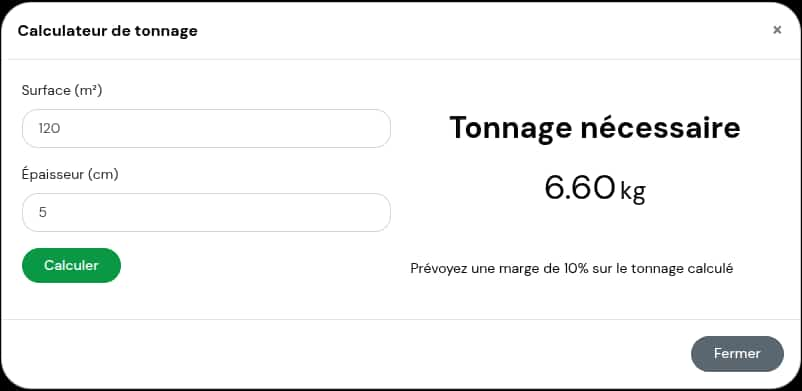 Calculateur de tonnage
×
Surface (m²)
120
Épaisseur (cm)
5
Calculer
Tonnage nécessaire
6.60 kg
Prévoyez une marge de 10% sur le tonnage calculé
Fermer